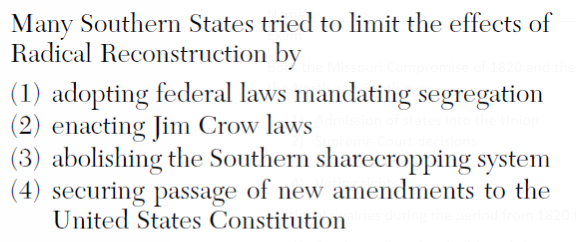 Many Southern States tried to limit the effects of
Radical Reconstruction by
(1) adopting federal laws mandating segregation
(2) enacting Jim Crow laws
(3) abolishing the Southern sharecropping system
(4) securing passage of new amendments to the
United States Constitution